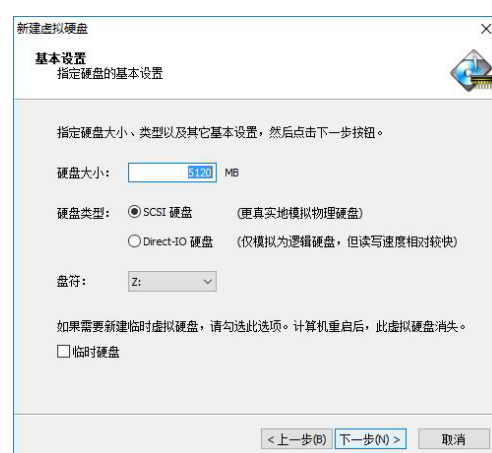 新建虚拟硬盘
基本设置
指定硬盘的基本设置
指定硬盘大小、类型以及其它基本设置，然后点击下一步按钮。
硬盘大小： 5120 MB
硬盘类型： SCSI 硬盘 (更真实地模拟物理硬盘)
Direct-IO 硬盘 (仅模拟为逻辑硬盘，但读写速度相对较快)
盘符： Z:
如果需要新建临时虚拟硬盘，请勾选此选项。计算机重启后，此虚拟硬盘消失。
临时硬盘
<上一步(B) 下一步(N) > 取消